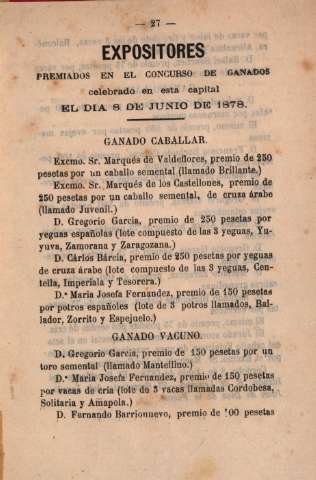 — 27 —
EXPOSITORES
PREMIADOS EN EL CONCURSO DE GANADOS
celebrado en esta capital
EL DIA 8 DE JUNIO DE 1878.
GANADO CABALLAR.
Excmo. Sr. Marqués de Valdeflores, premio de 250
pesetas por un caballo semental (llamado Brillante.)
Excmo. Sr. Marqués de los Castellones, premio de
250 pesetas por un caballo semental, de cruza árabe
(llamado Juvenil.)
D. Gregorio García, premio de 250 pesetas por
yeguas españolas (lote compuesto de las 3 yeguas, Yu-
yuva, Zamorana y Zaragozana.)
D. Cárlos Bárcia, premio de 250 pesetas por yeguas
de cruza árabe (lote compuesto de las 3 yeguas, Cen-
tella, Imperiala y Tesorera.)
D.ª Maria Josefa Fernandez, premio de 150 pesetas
por potros españoles (lote de 3 potros llamados, Bai-
lador, Zorrito y Espejuelo.)
GANADO VACUNO.
D. Gregorio García, premio de 150 pesetas por un
toro semental (llamado Mantellino.)
D.ª Maria Josefa Fernandez, premio de 150 pesetas
por vacas de cria (lote de 3 vacas llamadas Cordobesa,
Solitaria y Amapola.)
D. Fernando Barrionuevo, premio de 00 pesetas